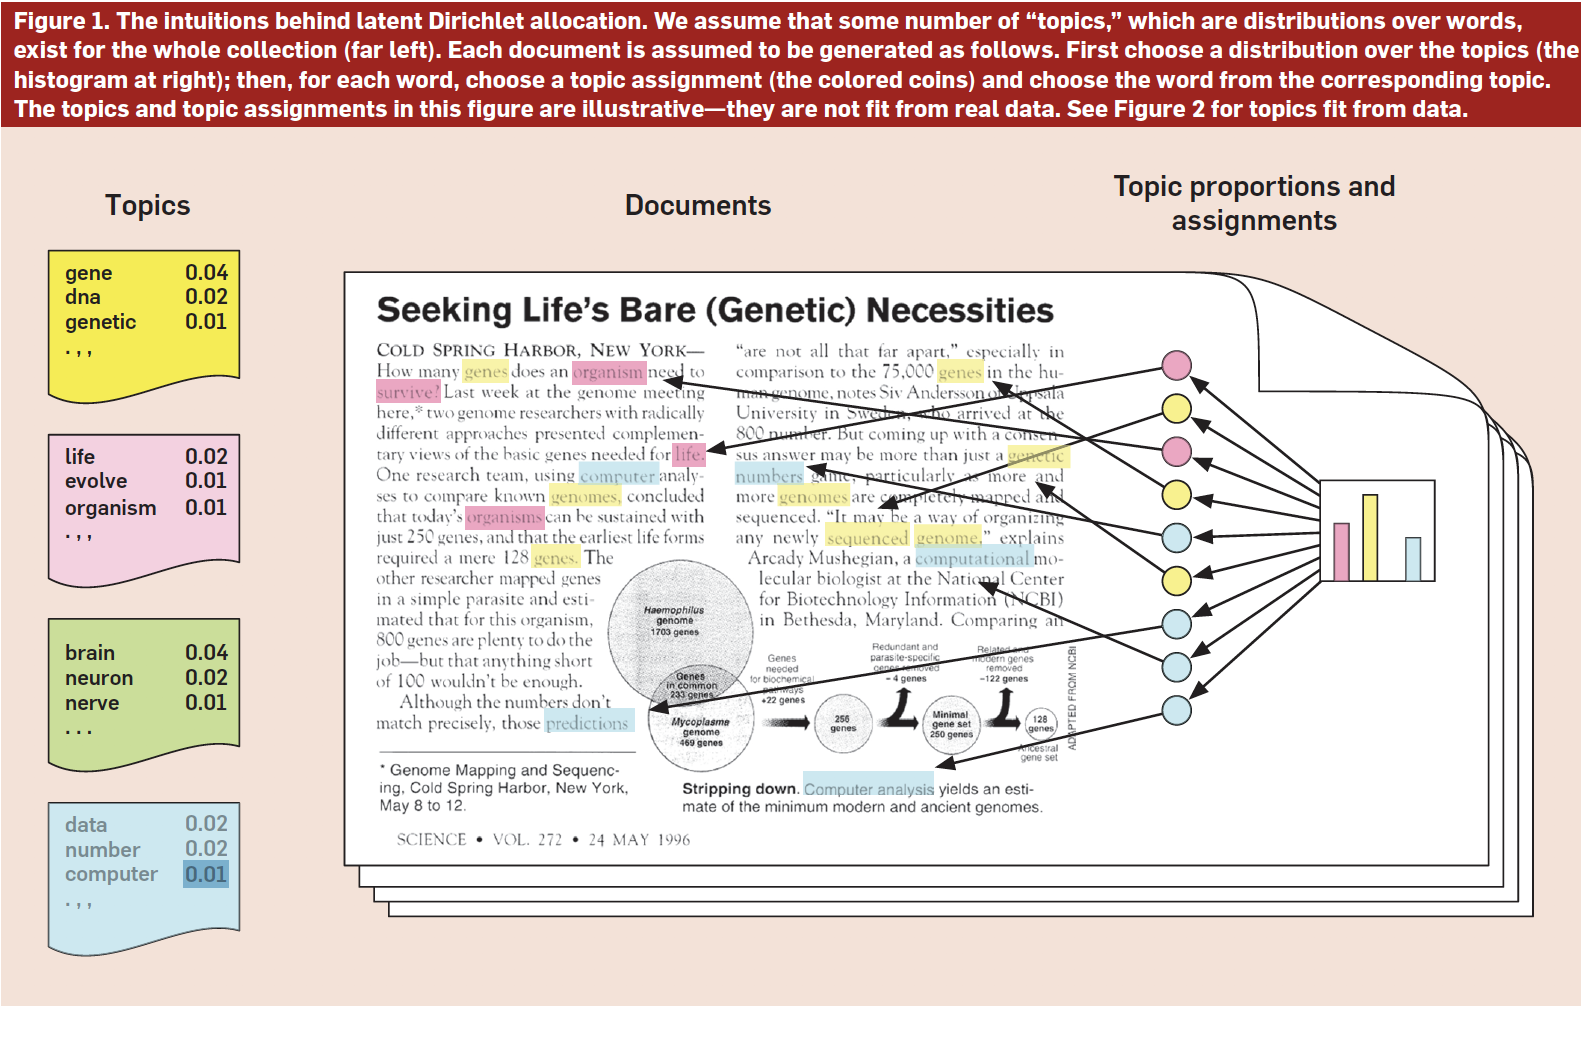 Figure 1. The intuitions behind latent Dirichlet allocation. We assume that some number of “topics,” which are distributions over words,
exist for the whole collection (far left). Each document is assumed to be generated as follows. First choose a distribution over the topics (the
histogram at right); then, for each word, choose a topic assignment (the colored coins) and choose the word from the corresponding topic.
The topics and topic assignments in this figure are illustrative—they are not fit from real data. See Figure 2 for topics fit from data.
Topics
gene 0.04
dna 0.02
genetic 0.01
. , ,
life 0.02
evolve 0.01
organism 0.01
. , ,
brain 0.04
neuron 0.02
nerve 0.01
. . .
data 0.02
number 0.02
computer 0.01
. , ,
Documents
Seeking Life’s Bare (Genetic) Necessities
COLD SPRING HARBOR, NEW YORK—
How many genes does an organism need to
survive? Last week at the genome meeting
here,* two genome researchers with radically
different approaches presented complemen-
tary views of the basic genes needed for life.
One research team, using computer analy-
ses to compare known genomes, concluded
that today’s organisms can be sustained with
just 250 genes, and that the earliest life forms
required a mere 128 genes. The
other researcher mapped genes
in a simple parasite and esti-
mated that for this organism,
800 genes are plenty to do the
job—but that anything short
of 100 wouldn’t be enough.
Although the numbers don’t
match precisely, those predictions
* Genome Mapping and Sequenc-
ing, Cold Spring Harbor, New York,
May 8 to 12.
“are not all that far apart,” especially in
comparison to the 75,000 genes in the hu-
man genome, notes Siv Andersson of Uppsala
University in Sweden, who arrived at the
800 number. But coming up with a consen-
sus answer may be more than just a genetic
numbers game, particularly as more and
more genomes are completely mapped and
sequenced. “It may be a way of organizing
any newly sequenced genome,” explains
Arcady Mushegian, a computational mo-
lecular biologist at the National Center
for Biotechnology Information (NCBI)
in Bethesda, Maryland. Comparing an
Haemophilus
genome
1703 genes
Genes
in common
233 genes
Mycoplasma
genome
469 genes
Genes
needed
for biochemical
pathways
+22 genes
256
genes
Redundant and
parasite-specific
genes removed
– 4 genes
Minimal
gene set
250 genes
Related and
modern genes
removed
–122 genes
128
genes
Ancestral
gene set
ADAPTED FROM NCBI
Stripping down. Computer analysis yields an esti-
mate of the minimum modern and ancient genomes.
SCIENCE • VOL. 272 • 24 MAY 1996
Topic proportions and
assignments